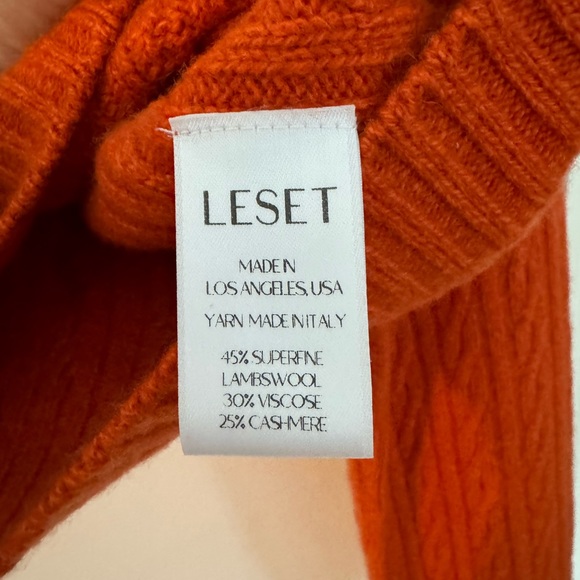 LESET
MADE IN
LOS ANGELES, USA
YARN MADE IN ITALY
45% SUPERFINE
LAMBSWOOL
30% VISCOSE
25% CASHMERE